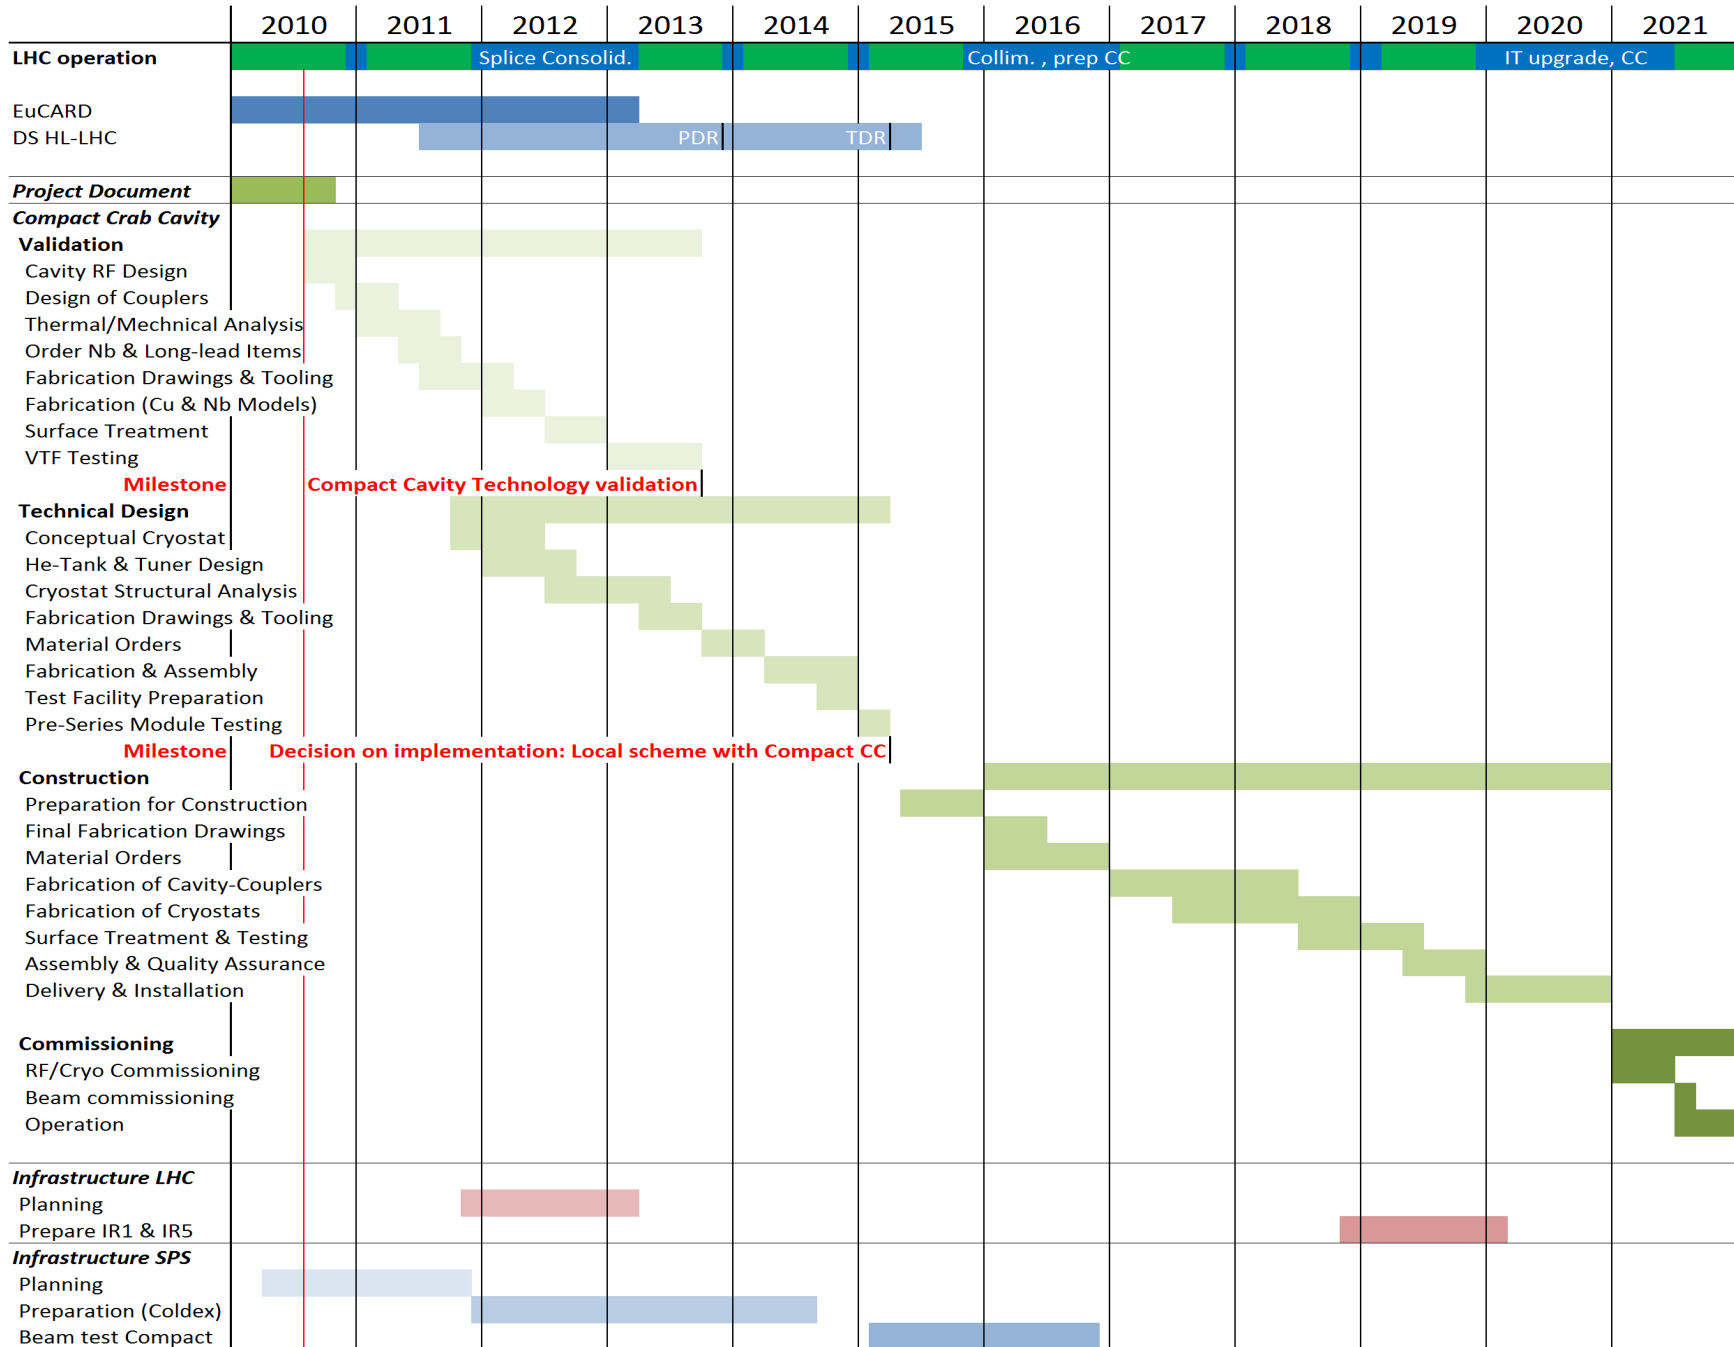 2010 2011 2012 2013 2014 2015 2016 2017 2018 2019 2020 2021
LHC operation Splice Consolid. Collim. , prep CC IT upgrade, CC
EuCARD
DS HL-LHC PDR TDR
Project Document
Compact Crab Cavity
Validation
Cavity RF Design
Design of Couplers
Thermal/Mechnical Analysis
Order Nb & Long-lead Items
Fabrication Drawings & Tooling
Fabrication (Cu & Nb Models)
Surface Treatment
VTF Testing
Milestone Compact Cavity Technology validation
Technical Design
Conceptual Cryostat
He-Tank & Tuner Design
Cryostat Structural Analysis
Fabrication Drawings & Tooling
Material Orders
Fabrication & Assembly
Test Facility Preparation
Pre-Series Module Testing
Milestone Decision on implementation: Local scheme with Compact CC
Construction
Preparation for Construction
Final Fabrication Drawings
Material Orders
Fabrication of Cavity-Couplers
Fabrication of Cryostats
Surface Treatment & Testing
Assembly & Quality Assurance
Delivery & Installation
Commissioning
RF/Cryo Commissioning
Beam commissioning
Operation
Infrastructure LHC
Planning
Prepare IR1 & IR5
Infrastructure SPS
Planning
Preparation (Coldex)
Beam test Compact